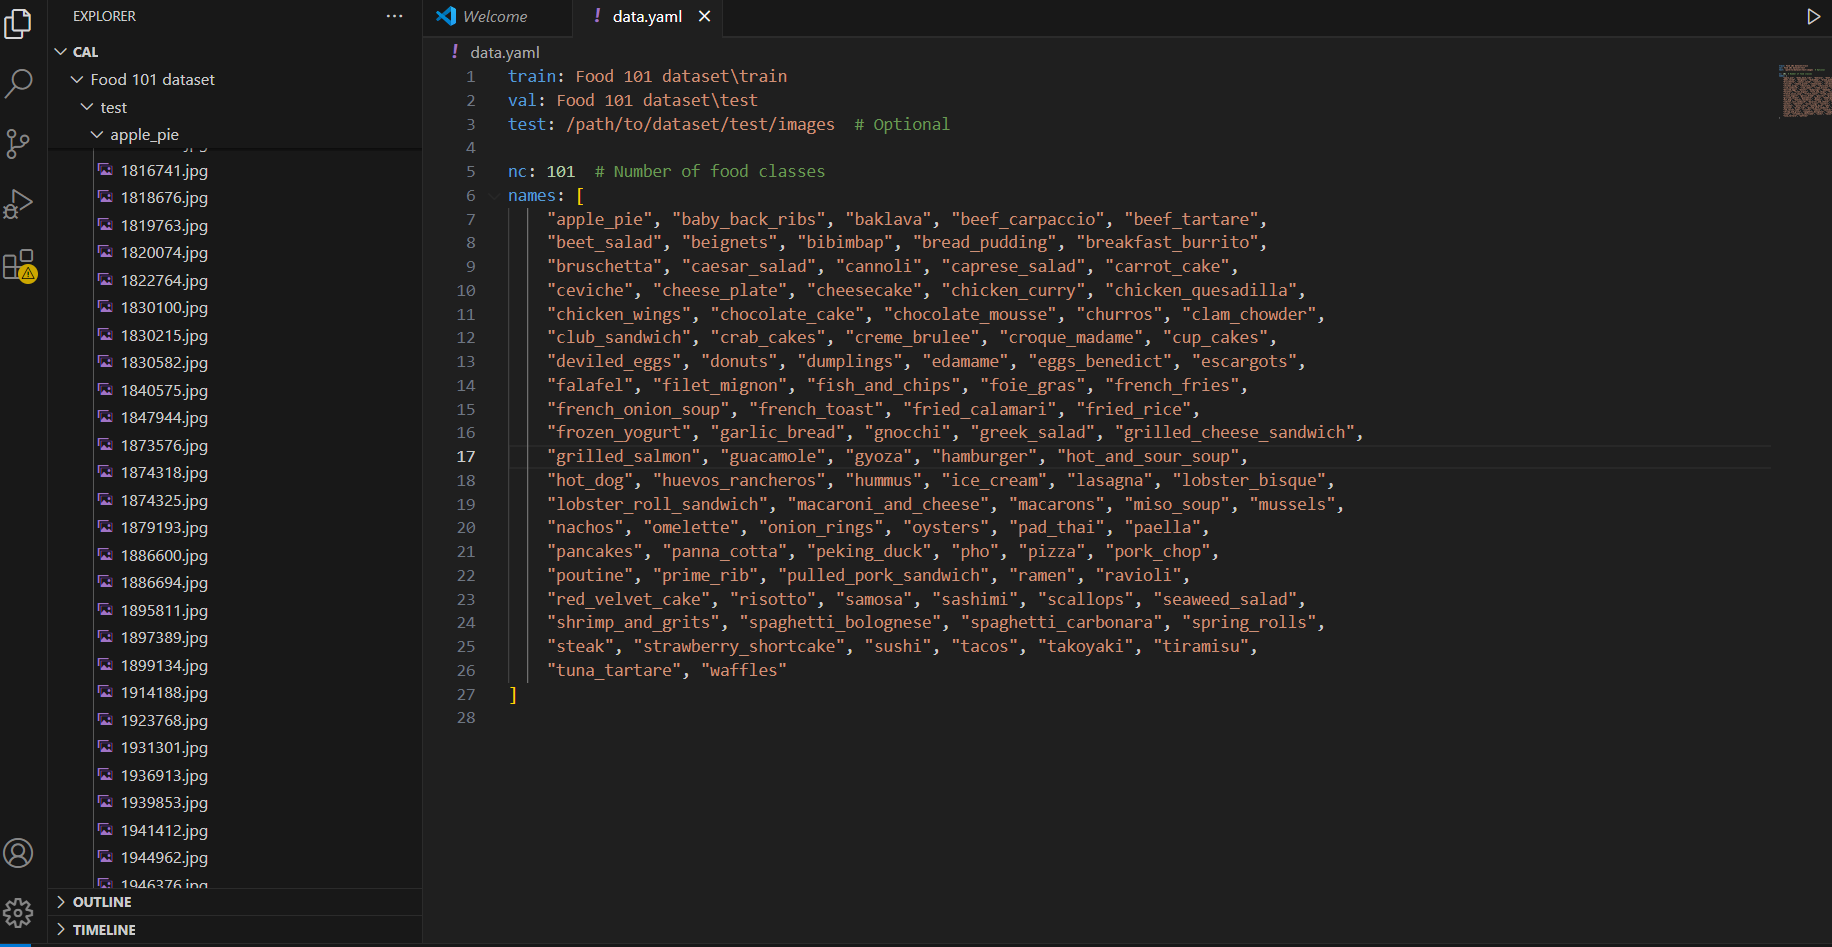 EXPLORER
CAL
Food 101 dataset
test
apple_pie
1816741.jpg
1818676.jpg
1819763.jpg
1820074.jpg
1822764.jpg
1830100.jpg
1830215.jpg
1830582.jpg
1840575.jpg
1847944.jpg
1873576.jpg
1874318.jpg
1874325.jpg
1879193.jpg
1886600.jpg
1886694.jpg
1895811.jpg
1897389.jpg
1899134.jpg
1914188.jpg
1923768.jpg
1931301.jpg
1936913.jpg
1939853.jpg
1941412.jpg
1944962.jpg
1946376.jpg
OUTLINE
TIMELINE
Welcome
! data.yaml
! data.yaml
1 train: Food 101 dataset\train
2 val: Food 101 dataset\test
3 test: /path/to/dataset/test/images # Optional
4
5 nc: 101 # Number of food classes
6 names: [
7 "apple_pie", "baby_back_ribs", "baklava", "beef_carpaccio", "beef_tartare",
8 "beet_salad", "beignets", "bibimbap", "bread_pudding", "breakfast_burrito",
9 "bruschetta", "caesar_salad", "cannoli", "caprese_salad", "carrot_cake",
10 "ceviche", "cheese_plate", "cheesecake", "chicken_curry", "chicken_quesadilla",
11 "chicken_wings", "chocolate_cake", "chocolate_mousse", "churros", "clam_chowder",
12 "club_sandwich", "crab_cakes", "creme_brulee", "croque_madame", "cup_cakes",
13 "deviled_eggs", "donuts", "dumplings", "edamame", "eggs_benedict", "escargots",
14 "falafel", "filet_mignon", "fish_and_chips", "foie_gras", "french_fries",
15 "french_onion_soup", "french_toast", "fried_calamari", "fried_rice",
16 "frozen_yogurt", "garlic_bread", "gnocchi", "greek_salad", "grilled_cheese_sandwich",
17 "grilled_salmon", "guacamole", "gyoza", "hamburger", "hot_and_sour_soup",
18 "hot_dog", "huevos_rancheros", "hummus", "ice_cream", "lasagna", "lobster_bisque",
19 "lobster_roll_sandwich", "macaroni_and_cheese", "macarons", "miso_soup", "mussels",
20 "nachos", "omelette", "onion_rings", "oysters", "pad_thai", "paella",
21 "pancakes", "panna_cotta", "peking_duck", "pho", "pizza", "pork_chop",
22 "poutine", "prime_rib", "pulled_pork_sandwich", "ramen", "ravioli",
23 "red_velvet_cake", "risotto", "samosa", "sashimi", "scallops", "seaweed_salad",
24 "shrimp_and_grits", "spaghetti_bolognese", "spaghetti_carbonara", "spring_rolls",
25 "steak", "strawberry_shortcake", "sushi", "tacos", "takoyaki", "tiramisu",
26 "tuna_tartare", "waffles"
27 ]
28